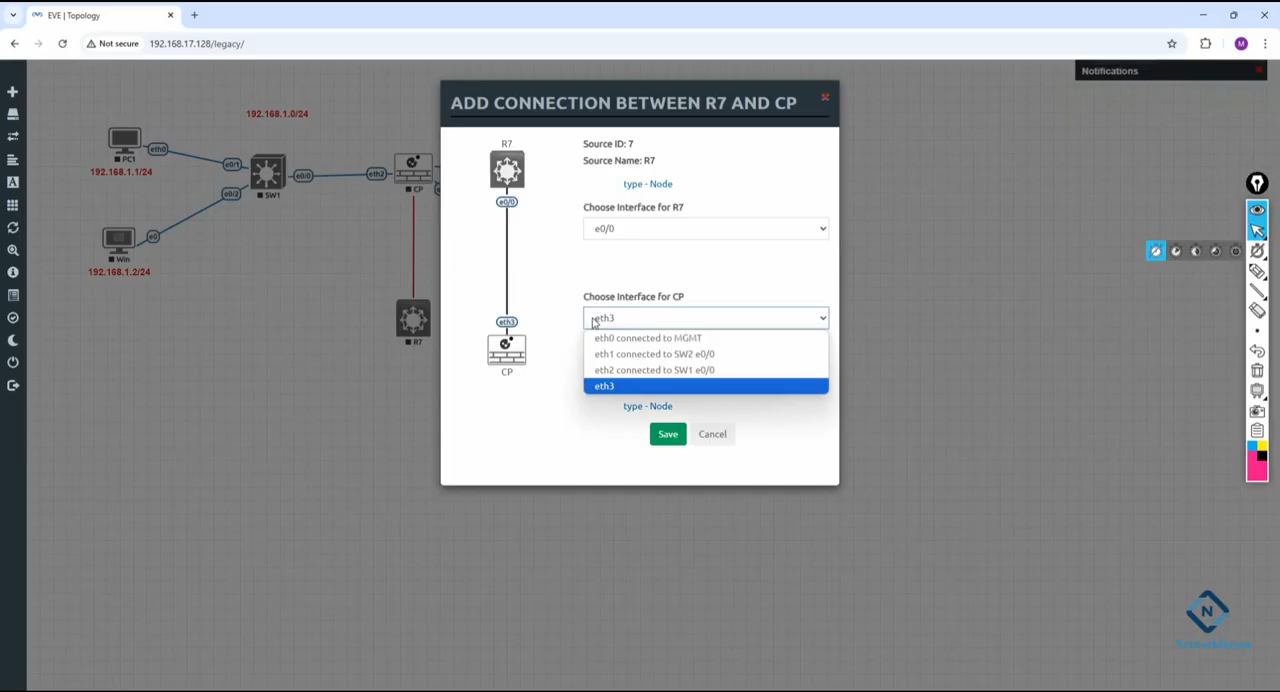 EVE | Topology
Not secure
192.168.17.128/legacy/
M
Notifications
192.168.1.0/24
PC1
eth0
192.168.1.1/24
e0/1
e0/0
eth2
CP
e0/2
SW1
Win
e0
192.168.1.2/24
R7
ADD CONNECTION BETWEEN R7 AND CP
R7
Source ID: 7
Source Name: R7
type - Node
e0/0
Choose Interface for R7
e0/0
Choose Interface for CP
eth3
eth3
eth0 connected to MGMT
eth1 connected to SW2 e0/0
eth2 connected to SW1 e0/0
eth3
CP
type - Node
Save
Cancel
N